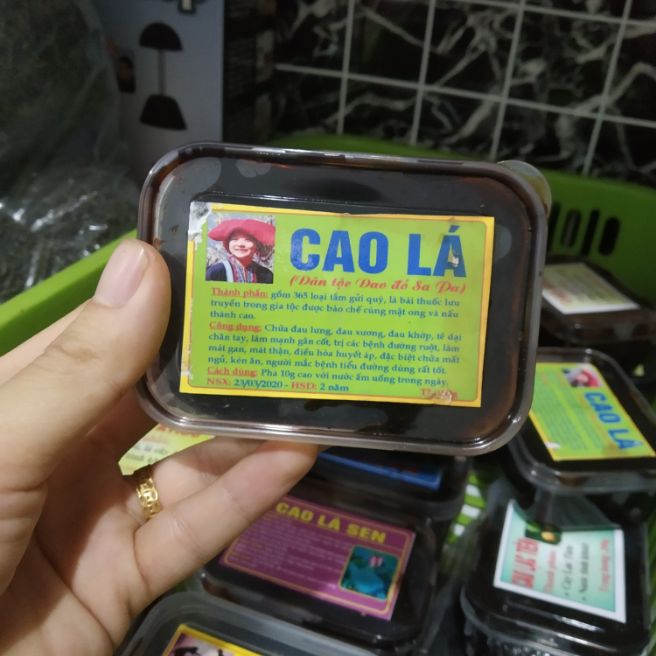 CAO LÁ
(Dân tộc Dao đỏ Sa Pa)
Thành phần: gồm 365 loại tầm gửi quý, là bài thuốc lưu
truyền trong gia tộc được bào chế cùng mật ong và nấu
thành cao.
Công dụng: Chữa đau lưng, đau xương, đau khớp, tê dại
chân tay, làm mạnh gân cốt, trị các bệnh đường ruột, làm
mát gan, mát thận, điều hòa huyết áp, đặc biệt chữa mất
ngủ, kén ăn, người mắc bệnh tiểu đường dùng rất tốt.
Cách dùng: Pha 10g cao với nước ấm uống trong ngày.
NSX: 23/03/2020 - HSD: 2 năm
CAO LÁ
CAO LÁ SEN